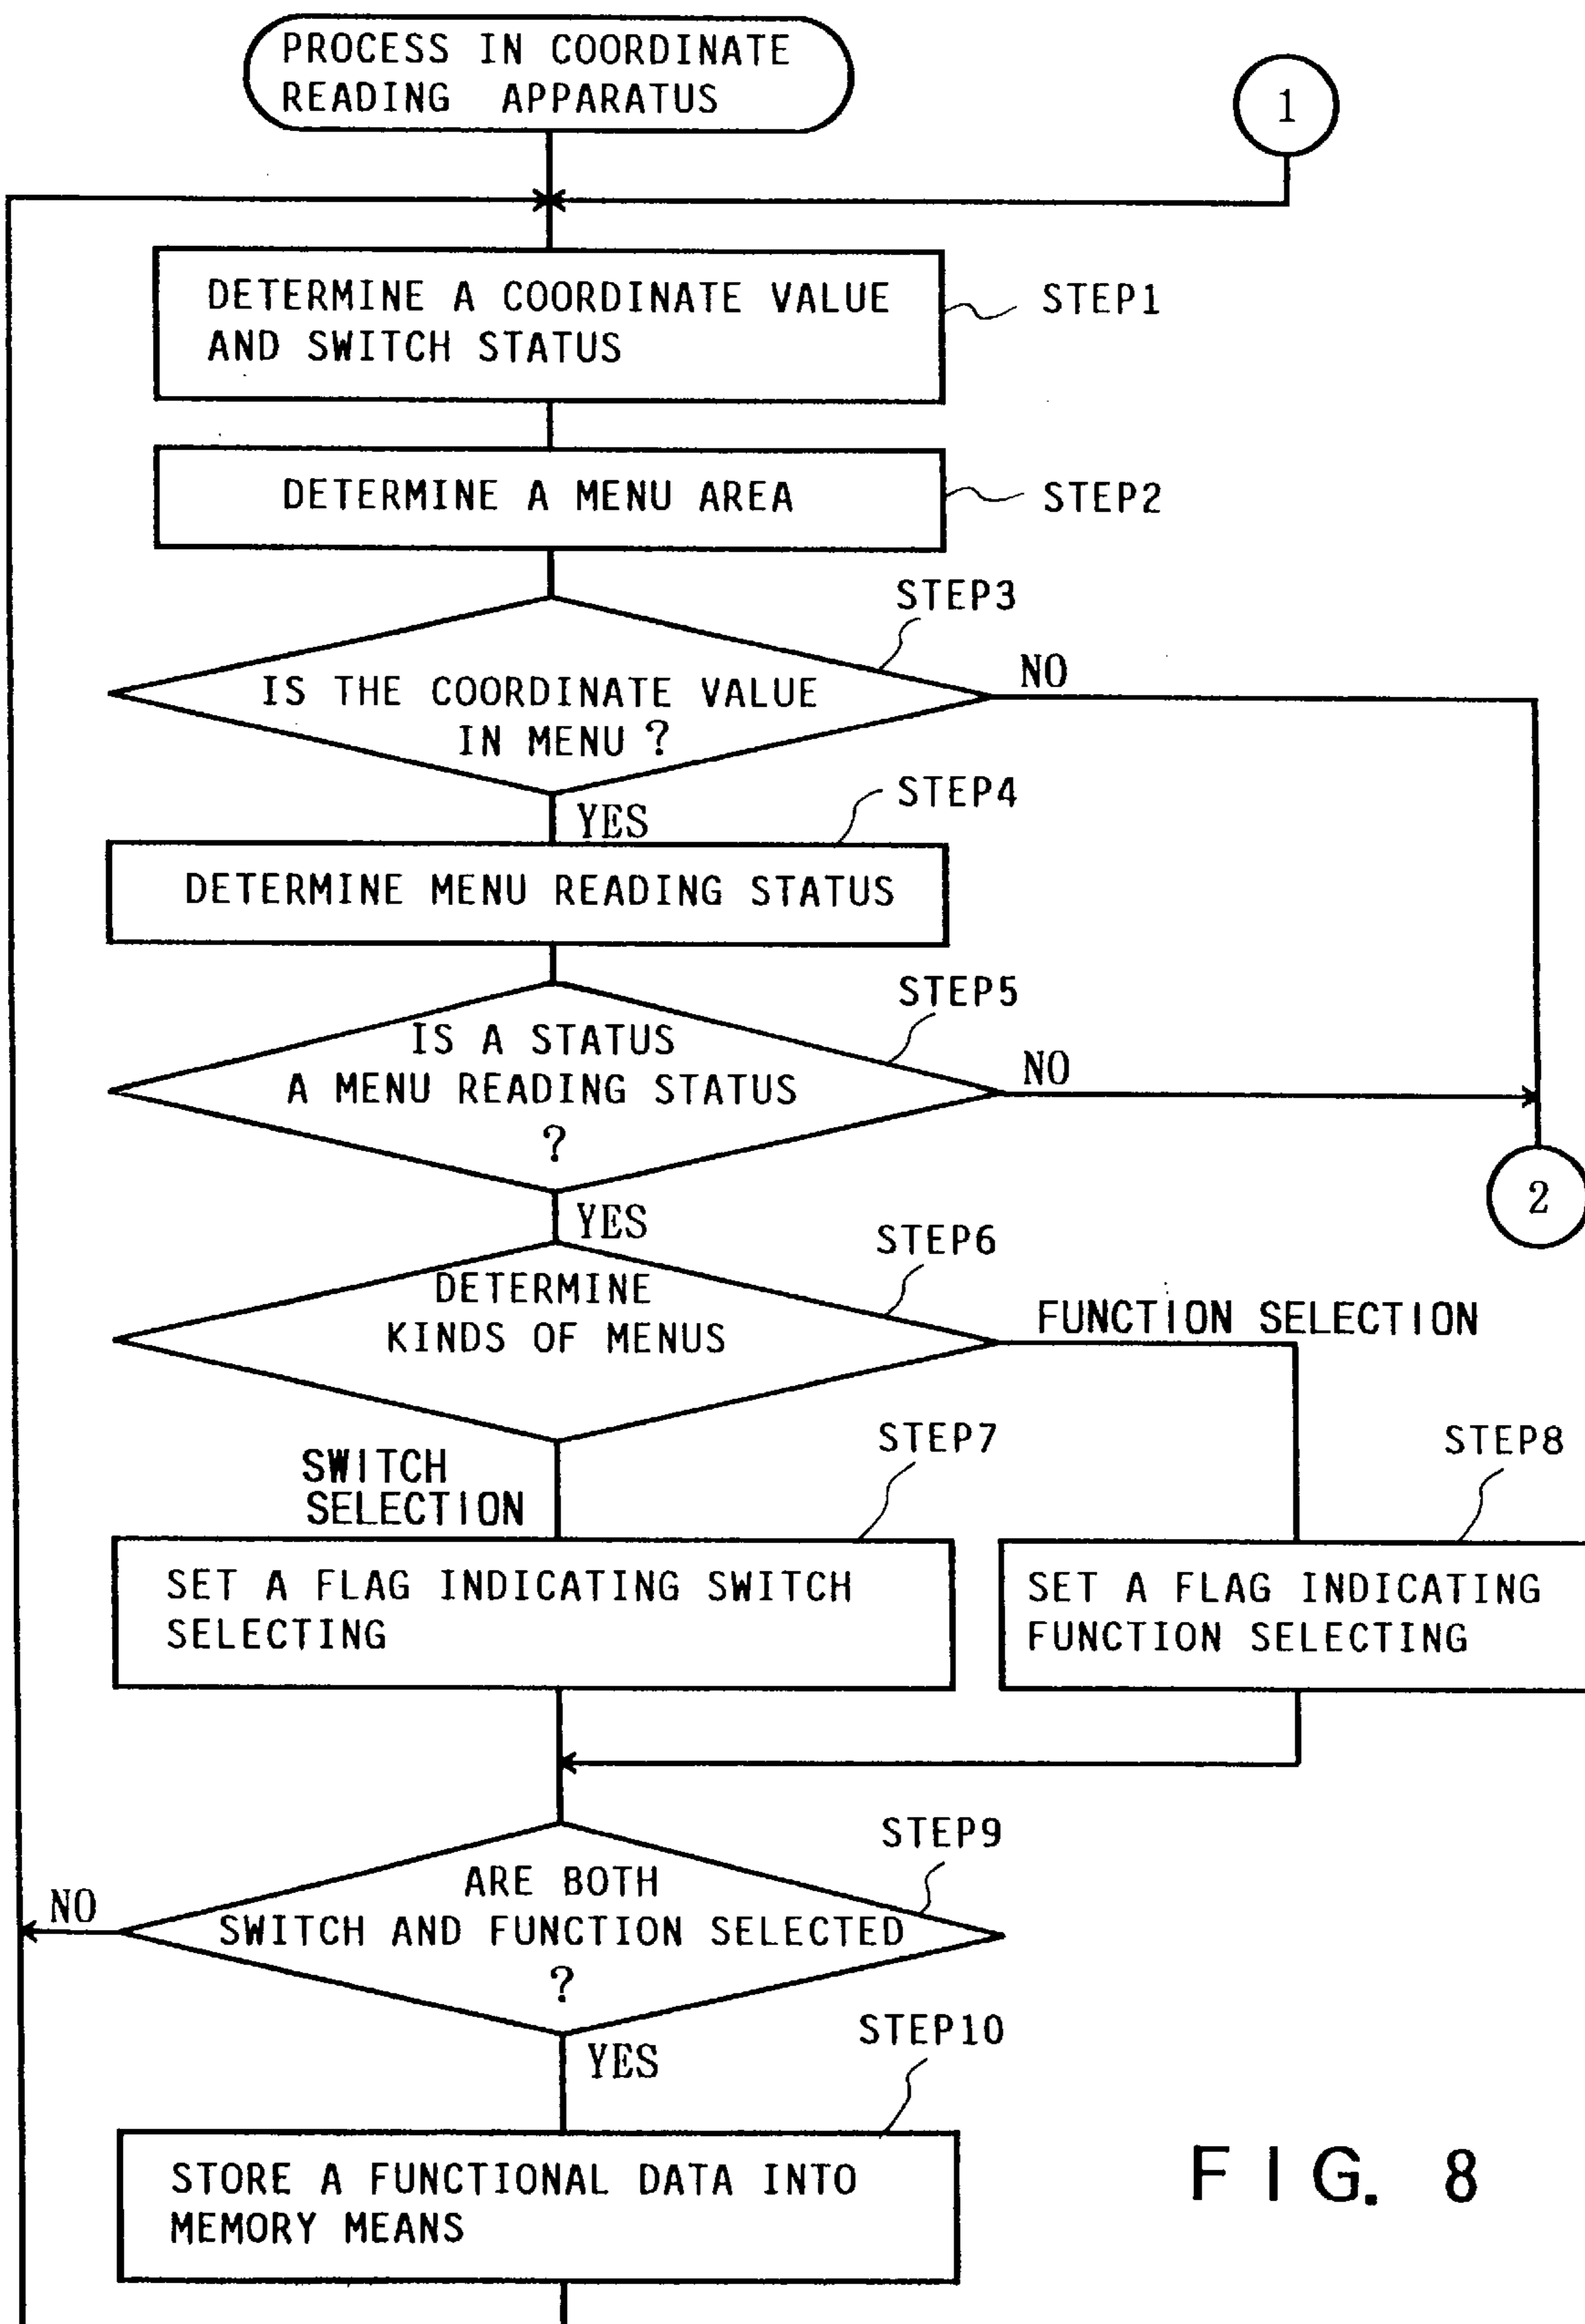 PROCESS IN COORDINATE
READING APPARATUS
1
DETERMINE A COORDINATE VALUE
AND SWITCH STATUS
STEP1
DETERMINE A MENU AREA
STEP2
STEP3
IS THE COORDINATE VALUE
IN MENU ?
NO
YES
STEP4
DETERMINE MENU READING STATUS
STEP5
IS A STATUS
A MENU READING STATUS
?
NO
2
YES
STEP6
DETERMINE
KINDS OF MENUS
FUNCTION SELECTION
SWITCH
SELECTION
STEP7
STEP8
SET A FLAG INDICATING SWITCH
SELECTING
SET A FLAG INDICATING
FUNCTION SELECTING
STEP9
ARE BOTH
SWITCH AND FUNCTION SELECTED
?
NO
YES
STEP10
STORE A FUNCTIONAL DATA INTO
MEMORY MEANS
FIG. 8